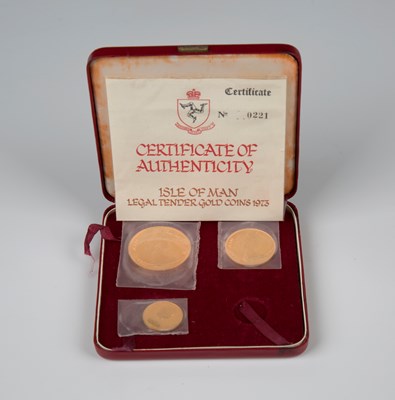 Certificate
No 0221
CERTIFICATE OF
AUTHENTICITY
ISLE OF MAN
LEGAL TENDER GOLD COINS 1973